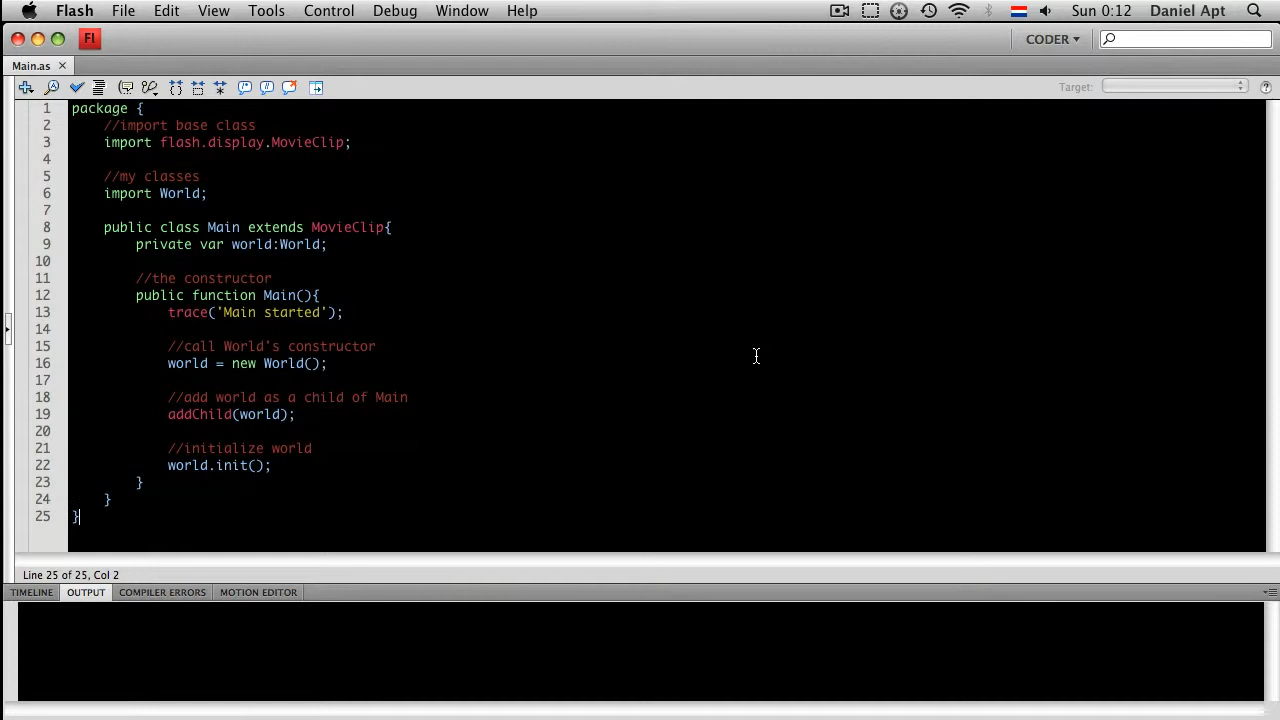 Flash File Edit View Tools Control Debug Window Help Sun 0:12 Daniel Apt
Fl CODER
Main.as
Target:
1 package {
2 //import base class
3 import flash.display.MovieClip;
4
5 //my classes
6 import World;
7
8 public class Main extends MovieClip{
9 private var world:World;
10
11 //the constructor
12 public function Main(){
13 trace('Main started');
14
15 //call World's constructor
16 world = new World();
17
18 //add world as a child of Main
19 addChild(world);
20
21 //initialize world
22 world.init();
23 }
24 }
25 }
Line 25 of 25, Col 2
TIMELINE OUTPUT COMPILER ERRORS MOTION EDITOR